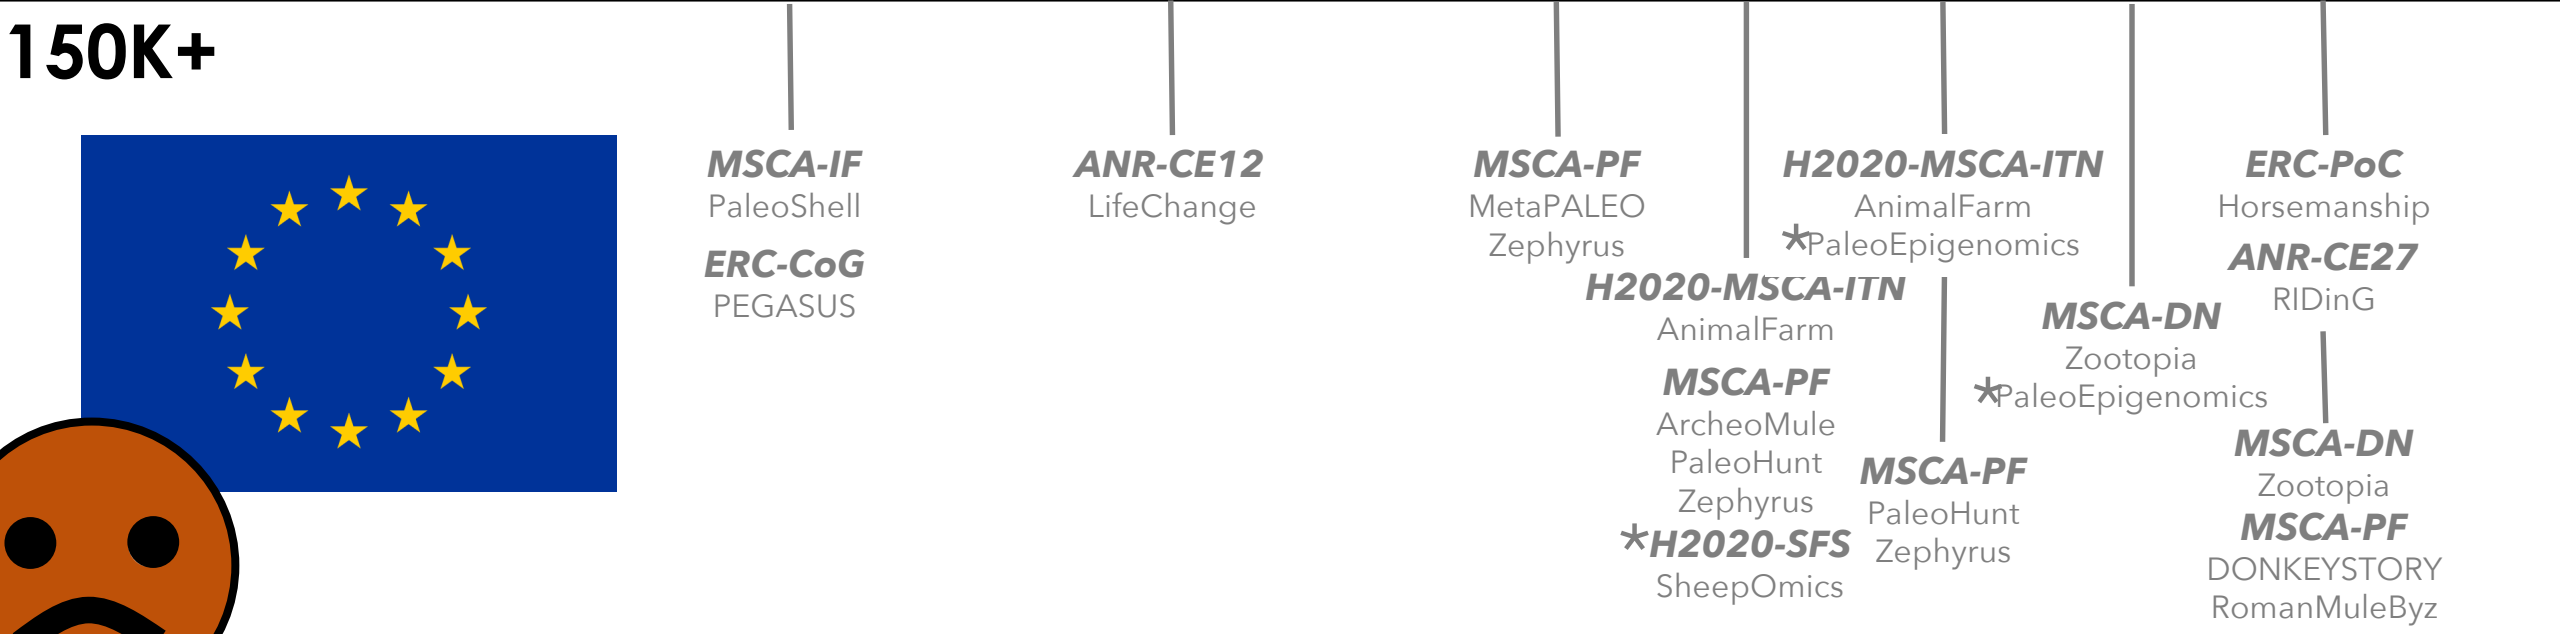 150K+
MSCA-IF
PaleoShell
ERC-CoG
PEGASUS
ANR-CE12
LifeChange
MSCA-PF
MetaPALEO
Zephyrus
H2020-MSCA-ITN
AnimalFarm
MSCA-PF
ArcheoMule
PaleoHunt
Zephyrus
*H2020-SFS
SheepOmics
H2020-MSCA-ITN
AnimalFarm
*PaleoEpigenomics
MSCA-PF
PaleoHunt
Zephyrus
MSCA-DN
Zootopia
*PaleoEpigenomics
ERC-PoC
Horsemanship
ANR-CE27
RIDinG
MSCA-DN
Zootopia
MSCA-PF
DONKEYSTORY
RomanMuleByz